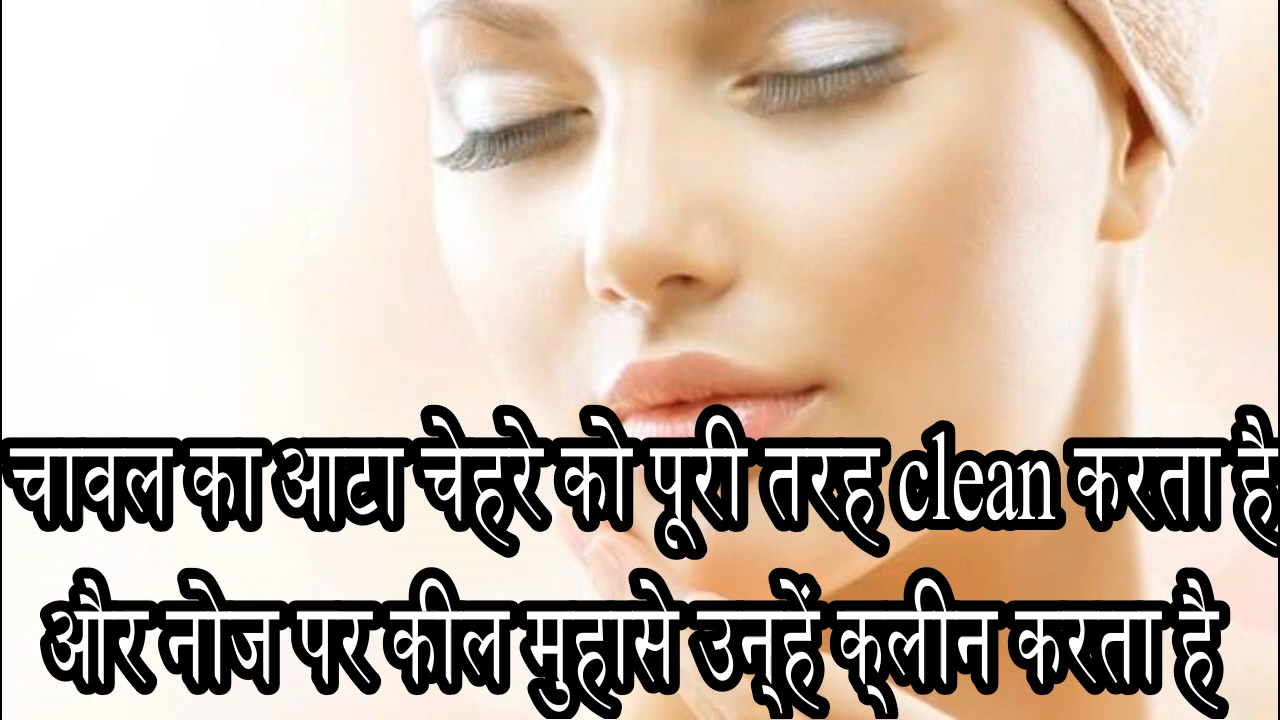 चावल का आटा चेहरे को पूरी तरह clean करता है
और नोज पर कील मुहासे उन्हें क्लीन करता है